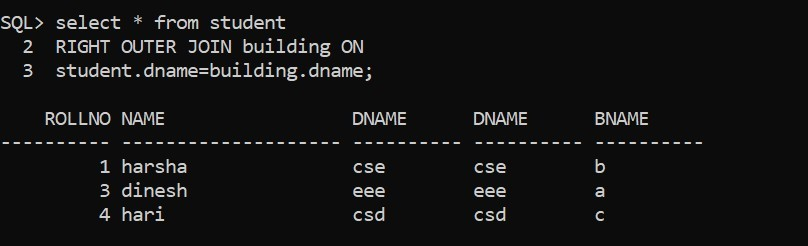 SQL> select * from student
2 RIGHT OUTER JOIN building ON
3 student.dname=building.dname;
ROLLNO NAME DNAME DNAME BNAME
---------- -------------------- ---------- ---------- ----------
1 harsha cse cse b
3 dinesh eee eee a
4 hari csd csd c